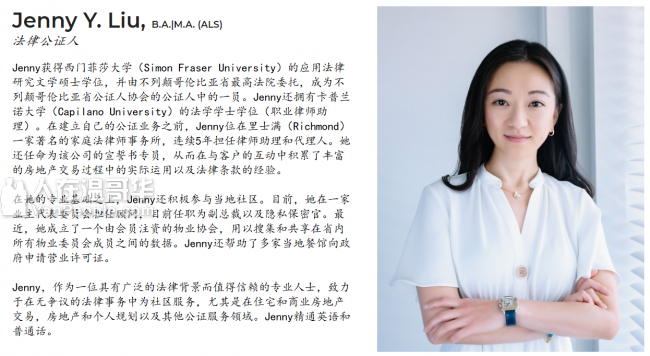 Jenny Y. Liu, B.A.|M.A. (ALS)
法律公证人
Jenny获得西门菲莎大学（Simon Fraser University）的应用法律
研究文学硕士学位，并由不列颠哥伦比亚省最高法院委托，成为不
列颠哥伦比亚省公证人协会的公证人中的一员。Jenny还拥有卡普兰
诺大学（Capilano University）的法学学士学位（职业律师助
理）。在建立自己的公证业务之前，Jenny位在里士满（Richmond）
一家著名的家庭法律师事务所，连续5年担任律师助理和代理人。她
还任命为该公司的宣誓书专员，从而在与客户的互动中积累了丰富
的房地产交易过程中的实际运用以及法律条款的经验。
人在温哥华
在她的专业基础之上，Jenny还积极参与当地社区。目前，她在一家
业主代表委员会担任顾问，目前任职为副总裁以及隐私保密官。最
近，她成立了一个由会员注资的物业协会，用以搜集和共享在省内
所有物业委员会成员之间的数据。Jenny还帮助了多家当地餐馆向政
府申请营业许可证。
Jenny，作为一位具有广泛的法律背景而值得信赖的专业人士，致力
于在无争议的法律事务中为社区服务，尤其是在住宅和商业房地产
交易，房地产和个人规划以及其他公证服务领域。Jenny精通英语和
普通话。